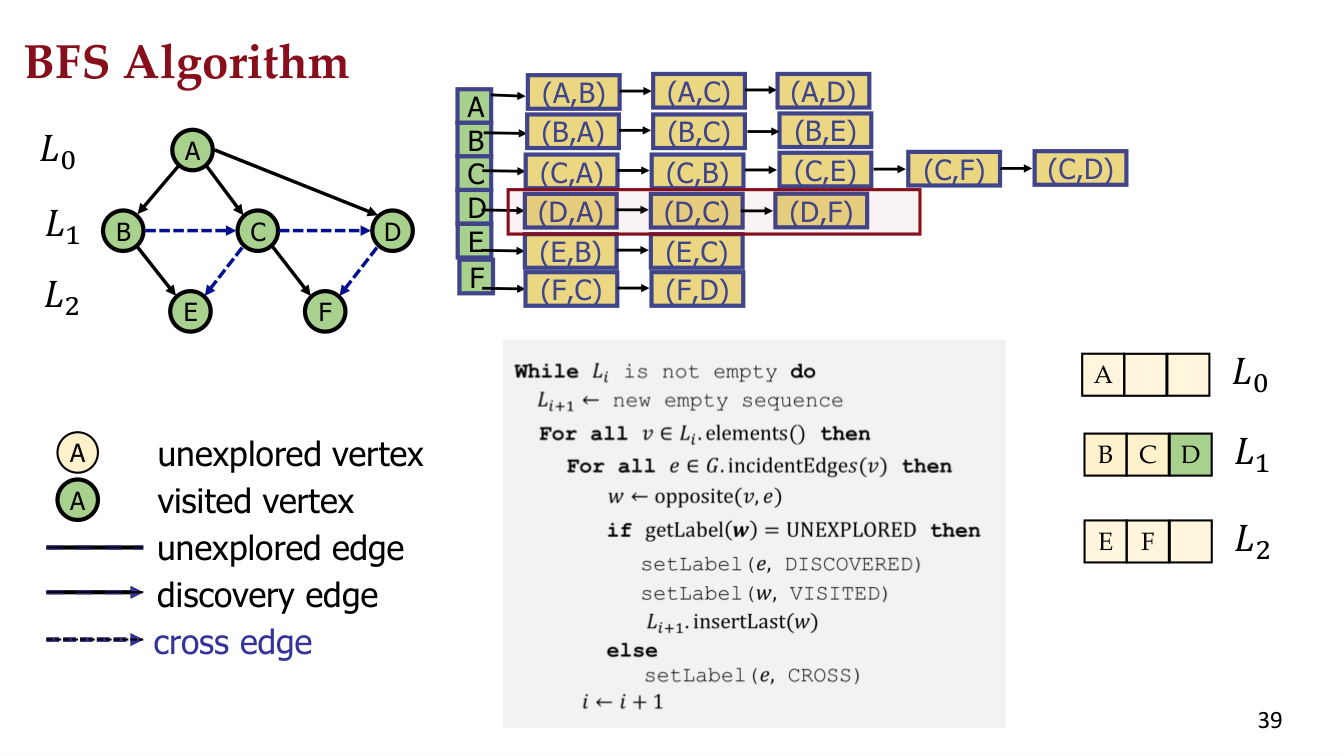 BFS Algorithm
L₀
L₁
L₂
A
B C D
E F
A (A,B) (A,C) (A,D)
B (B,A) (B,C) (B,E)
C (C,A) (C,B) (C,E) (C,F) (C,D)
D (D,A) (D,C) (D,F)
E (E,B) (E,C)
F (F,C) (F,D)
A unexplored vertex
A visited vertex
unexplored edge
discovery edge
cross edge
While Lᵢ is not empty do
Lᵢ₊₁ ← new empty sequence
For all v ∈ Lᵢ.elements() then
For all e ∈ G.incidentEdges(v) then
w ← opposite(v, e)
if getLabel(w) = UNEXPLORED then
setLabel(e, DISCOVERED)
setLabel(w, VISITED)
Lᵢ₊₁.insertLast(w)
else
setLabel(e, CROSS)
i ← i + 1
A L₀
B C D L₁
E F L₂
39